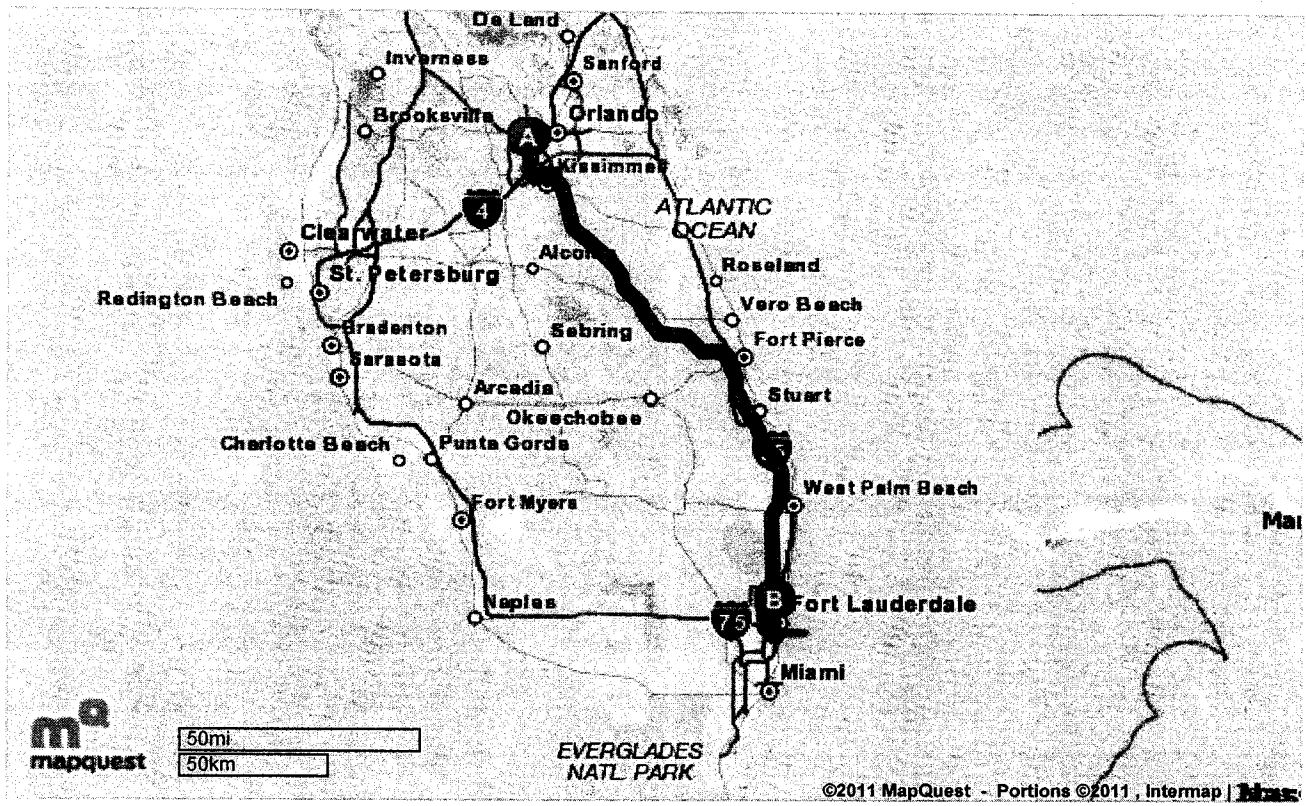 De Land
Inverness
Sanford
Brooksville
Orlando
A
Kissimmee
4
ATLANTIC
OCEAN
Clearwater
Roseland
St. Petersburg
Redington Beach
Vero Beach
Bradenton
Sebring
Fort Pierce
Sarasota
Arcadia
Stuart
Okeechobee
Charlotte Beach
Punta Gorda
West Palm Beach
Fort Myers
B
Naples
Fort Lauderdale
75
Miami
mq
mapquest
50mi
50km
EVERGLADES
NATL PARK
©2011 MapQuest - Portions ©2011 , Intermap |